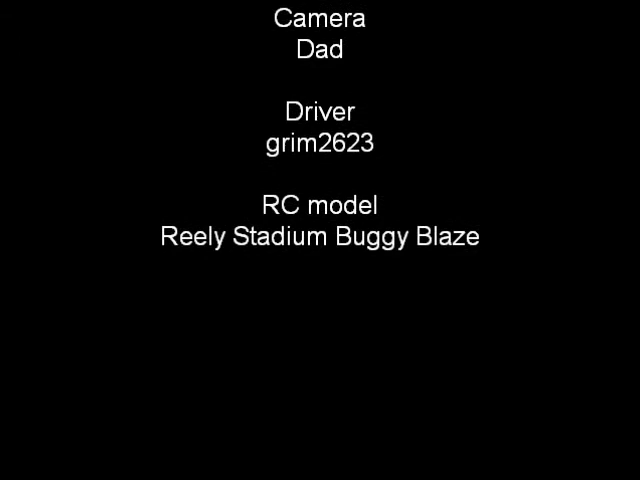 Camera
Dad
Driver
grim2623
RC model
Reely Stadium Buggy Blaze